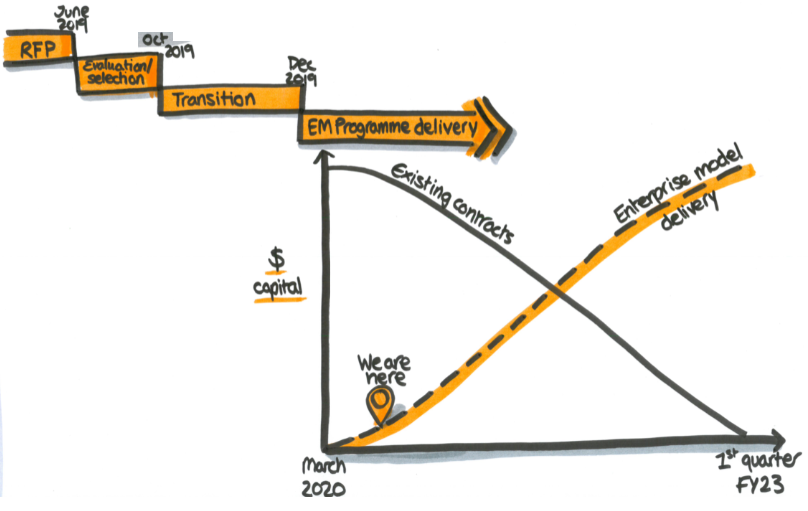 June
2019
RFP
Oct
2019
Evaluation/
selection
Dec
2019
Transition
EM Programme delivery
Existing contracts
Enterprise model
delivery
$
capital
We are
here
March
2020
1st quarter
FY23